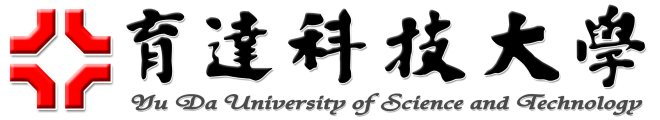 育達科技大學
Yu Da University of Science and Technology